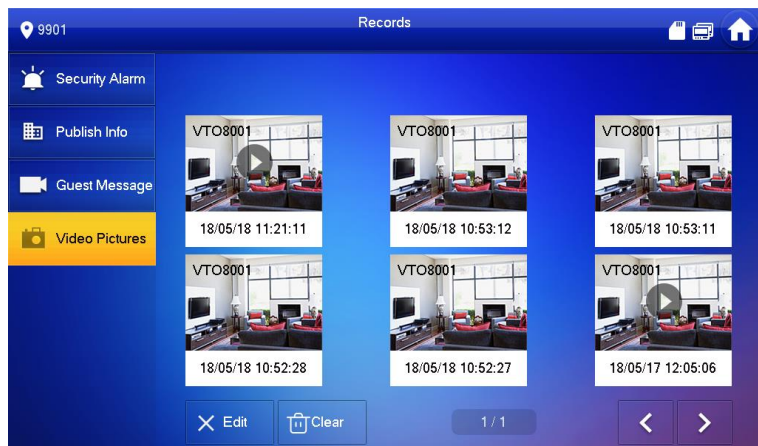 9901
Records
Security Alarm
Publish Info
Guest Message
Video Pictures
VTO8001
VTO8001
VTO8001
18/05/18 11:21:11
18/05/18 10:53:12
18/05/18 10:53:11
VTO8001
VTO8001
VTO8001
18/05/18 10:52:28
18/05/18 10:52:27
18/05/17 12:05:06
Edit
Clear
1 / 1